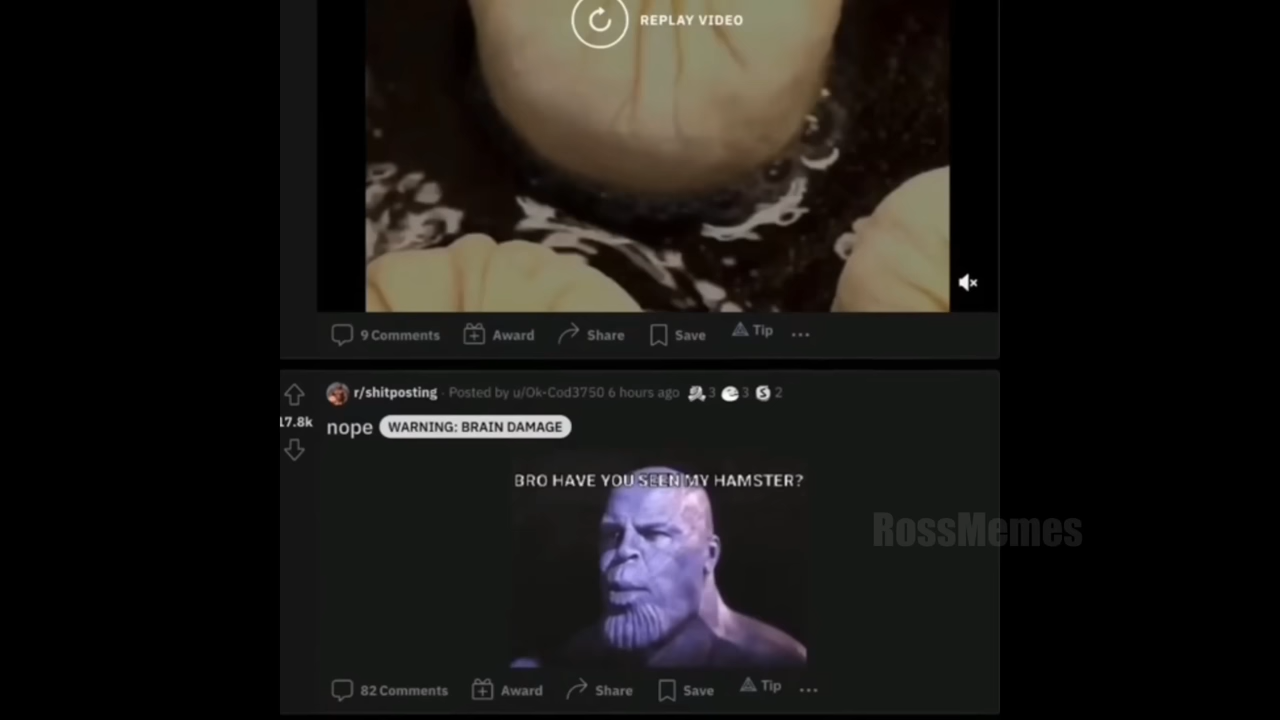 REPLAY VIDEO
9 Comments Award Share Save Tip ...
r/shitposting · Posted by u/Ok-Cod3750 6 hours ago 3 3 S 2
17.8k
nope WARNING: BRAIN DAMAGE
BRO HAVE YOU SEEN MY HAMSTER?
RossMemes
82 Comments Award Share Save Tip ...